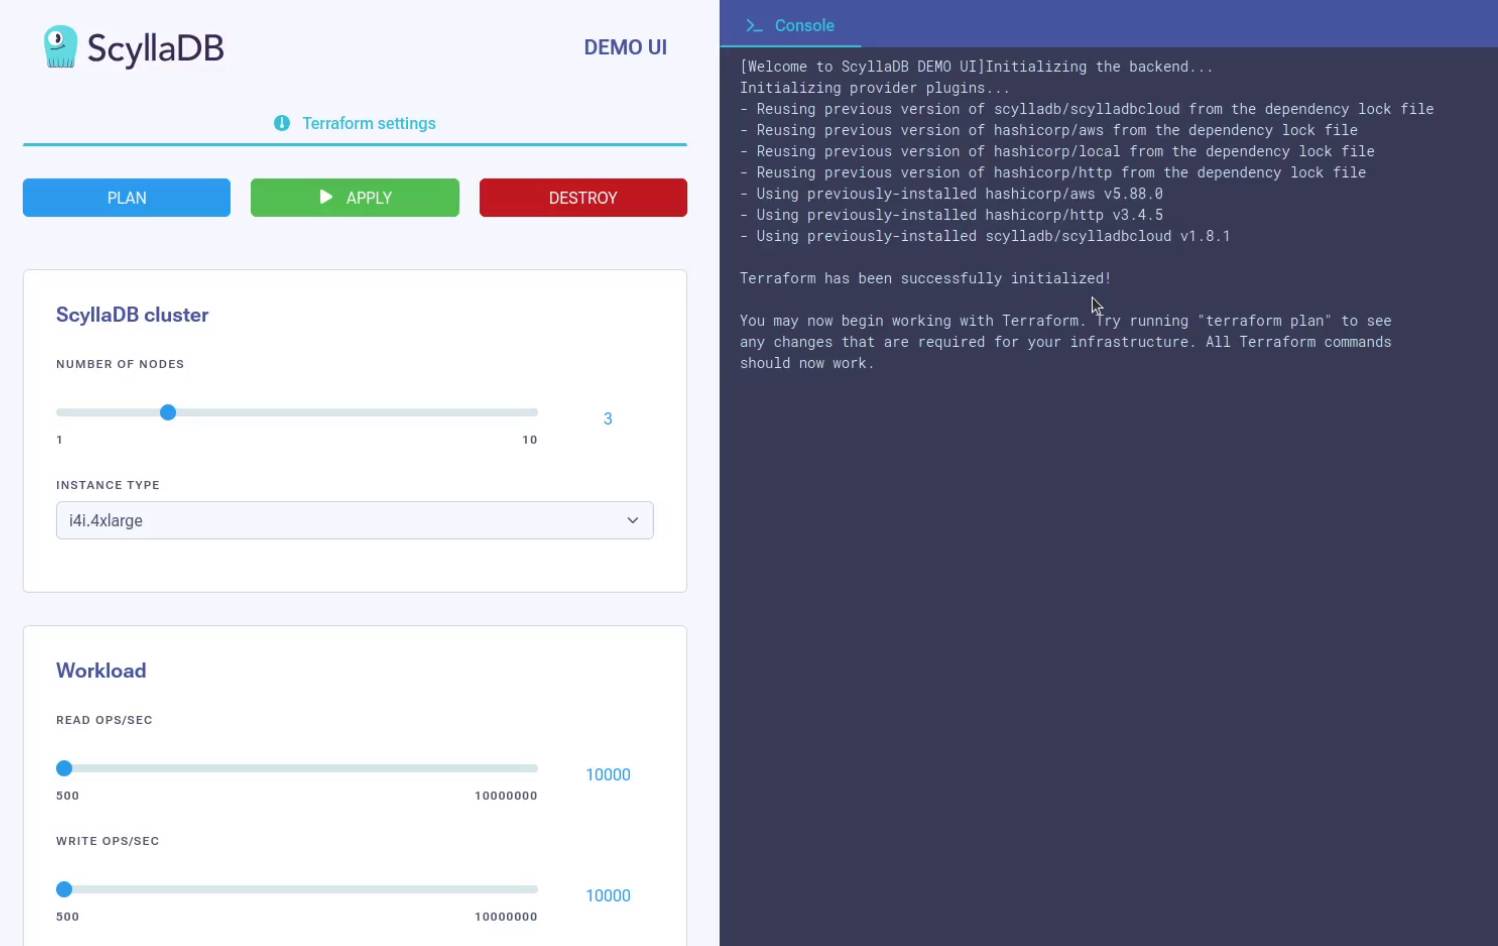 ScyllaDB
DEMO UI
Terraform settings
PLAN
APPLY
DESTROY
ScyllaDB cluster
NUMBER OF NODES
3
1
10
INSTANCE TYPE
i4i.4xlarge
Workload
READ OPS/SEC
10000
500
10000000
WRITE OPS/SEC
10000
500
10000000
Console
[Welcome to ScyllaDB DEMO UI]Initializing the backend...
Initializing provider plugins...
- Reusing previous version of scylladb/scylladbcloud from the dependency lock file
- Reusing previous version of hashicorp/aws from the dependency lock file
- Reusing previous version of hashicorp/local from the dependency lock file
- Reusing previous version of hashicorp/http from the dependency lock file
- Using previously-installed hashicorp/aws v5.88.0
- Using previously-installed hashicorp/http v3.4.5
- Using previously-installed scylladb/scylladbcloud v1.8.1
Terraform has been successfully initialized!
You may now begin working with Terraform. Try running "terraform plan" to see
any changes that are required for your infrastructure. All Terraform commands
should now work.